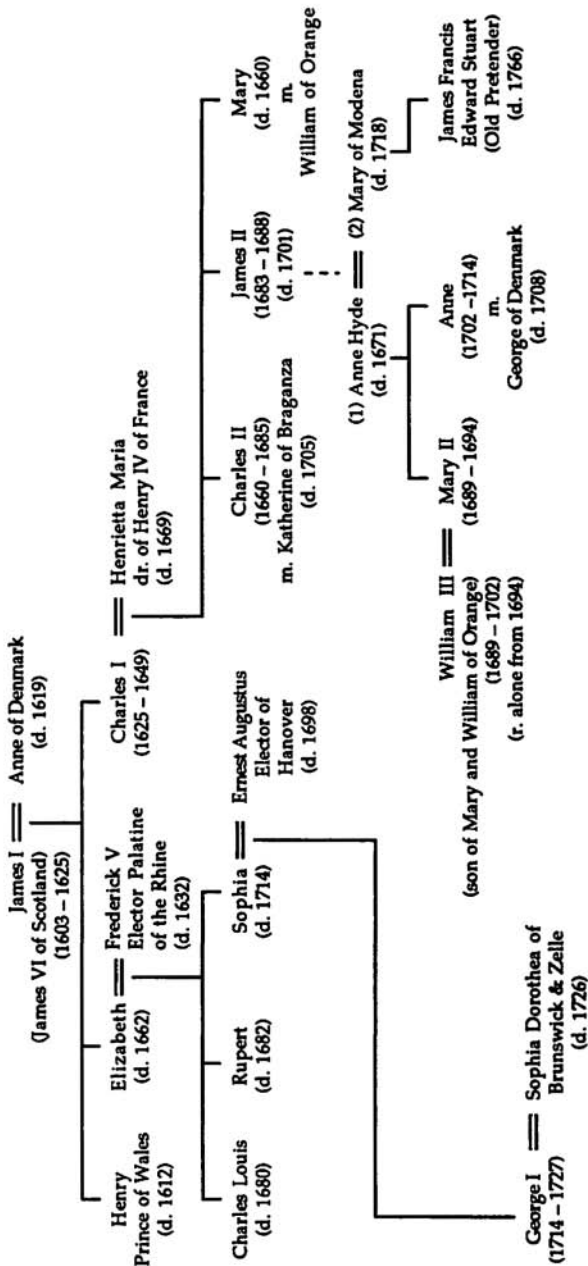 James I
(James VI of Scotland)
(1603 – 1625)
Anne of Denmark
(d. 1619)
Henry
Prince of Wales
(d. 1612)
Elizabeth
(d. 1662)
Frederick V
Elector Palatine
of the Rhine
(d. 1632)
Charles I
(1625 – 1649)
Henrietta Maria
dr. of Henry IV of France
(d. 1669)
Charles Louis
(d. 1680)
Rupert
(d. 1682)
Sophia
(d. 1714)
Ernest Augustus
Elector of
Hanover
(d. 1698)
Charles II
(1660 – 1685)
m. Katherine of Braganza
(d. 1705)
James II
(1683 – 1688)
(d. 1701)
Mary
(d. 1660)
m.
William of Orange
(1) Anne Hyde
(d. 1671)
(2) Mary of Modena
(d. 1718)
George I
(1714 – 1727)
Sophia Dorothea of
Brunswick & Zelle
(d. 1726)
William III
(son of Mary and William of Orange)
(1689 – 1702)
(r. alone from 1694)
Mary II
(1689 – 1694)
Anne
(1702 – 1714)
m.
George of Denmark
(d. 1708)
James Francis
Edward Stuart
(Old Pretender)
(d. 1766)